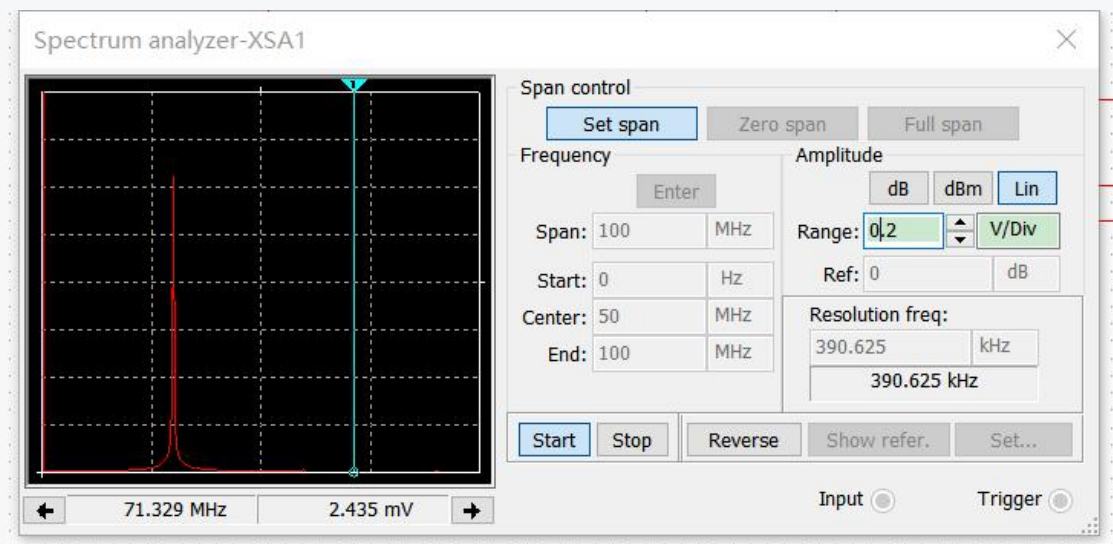 Spectrum analyzer-XSA1
1
Span control
Set span Zero span Full span
Frequency
Enter
Span: 100 MHz
Start: 0 Hz
Center: 50 MHz
End: 100 MHz
Amplitude
dB dBm Lin
Range: 0.2 V/Div
Ref: 0 dB
Resolution freq:
390.625 kHz
390.625 kHz
Start Stop Reverse Show refer. Set...
71.329 MHz 2.435 mV
Input Trigger